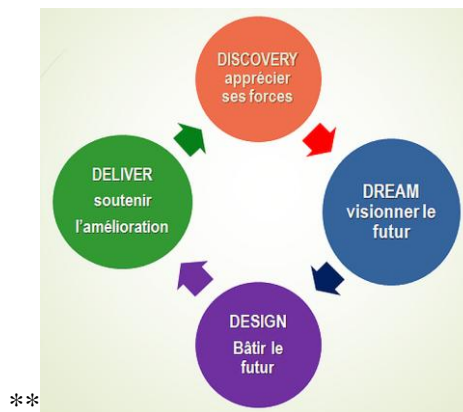 DISCOVERY
apprécier
ses forces
DREAM
visionner le
futur
DESIGN
Bâtir le
futur
DELIVER
soutenir
l'amélioration
**